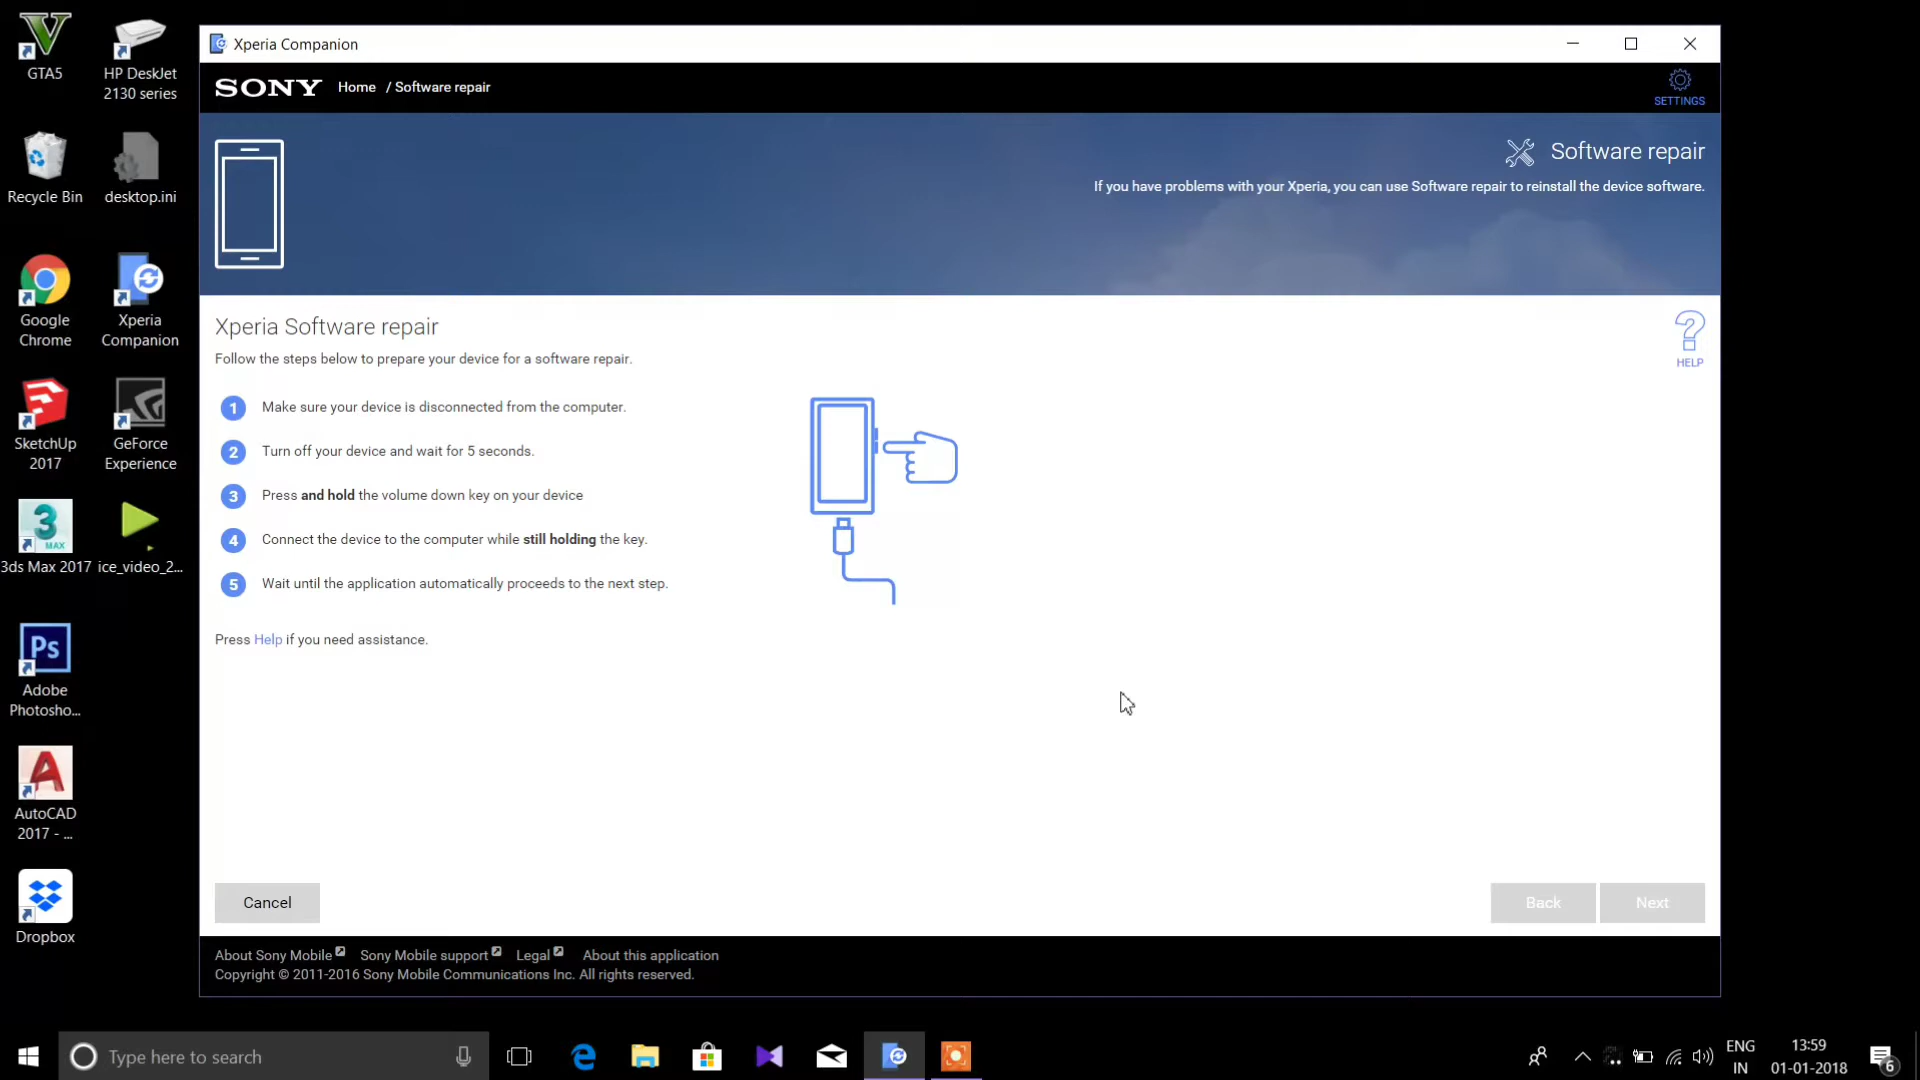 GTA5
HP DeskJet
2130 series
Recycle Bin
desktop.ini
Google
Chrome
Xperia
Companion
SketchUp
2017
GeForce
Experience
3
MAX
3ds Max 2017
ice_video_2...
Ps
Adobe
Photosho...
AutoCAD
2017 - ...
Dropbox
Xperia Companion
SONY
Home / Software repair
SETTINGS
Software repair
If you have problems with your Xperia, you can use Software repair to reinstall the device software.
Xperia Software repair
Follow the steps below to prepare your device for a software repair.
HELP
1 Make sure your device is disconnected from the computer.
2 Turn off your device and wait for 5 seconds.
3 Press and hold the volume down key on your device
4 Connect the device to the computer while still holding the key.
5 Wait until the application automatically proceeds to the next step.
Press Help if you need assistance.
Cancel
Back
Next
About Sony Mobile Sony Mobile support Legal About this application
Copyright © 2011-2016 Sony Mobile Communications Inc. All rights reserved.
Type here to search
ENG
IN
13:59
01-01-2018
6